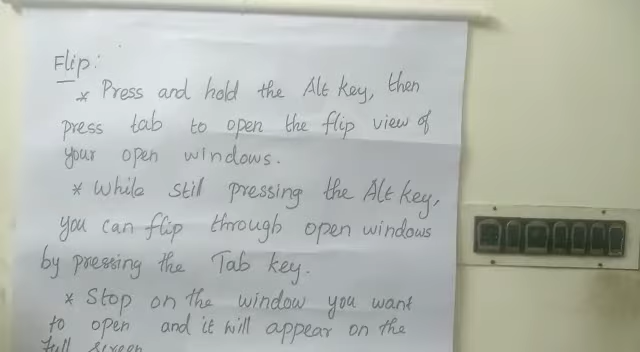 Flip:
* Press and hold the Alt key, then
press tab to open the flip view of
your open windows.
* While still pressing the Alt key,
you can flip through open windows
by pressing the Tab key.
* Stop on the window you want
to open and it will appear on the
full screen